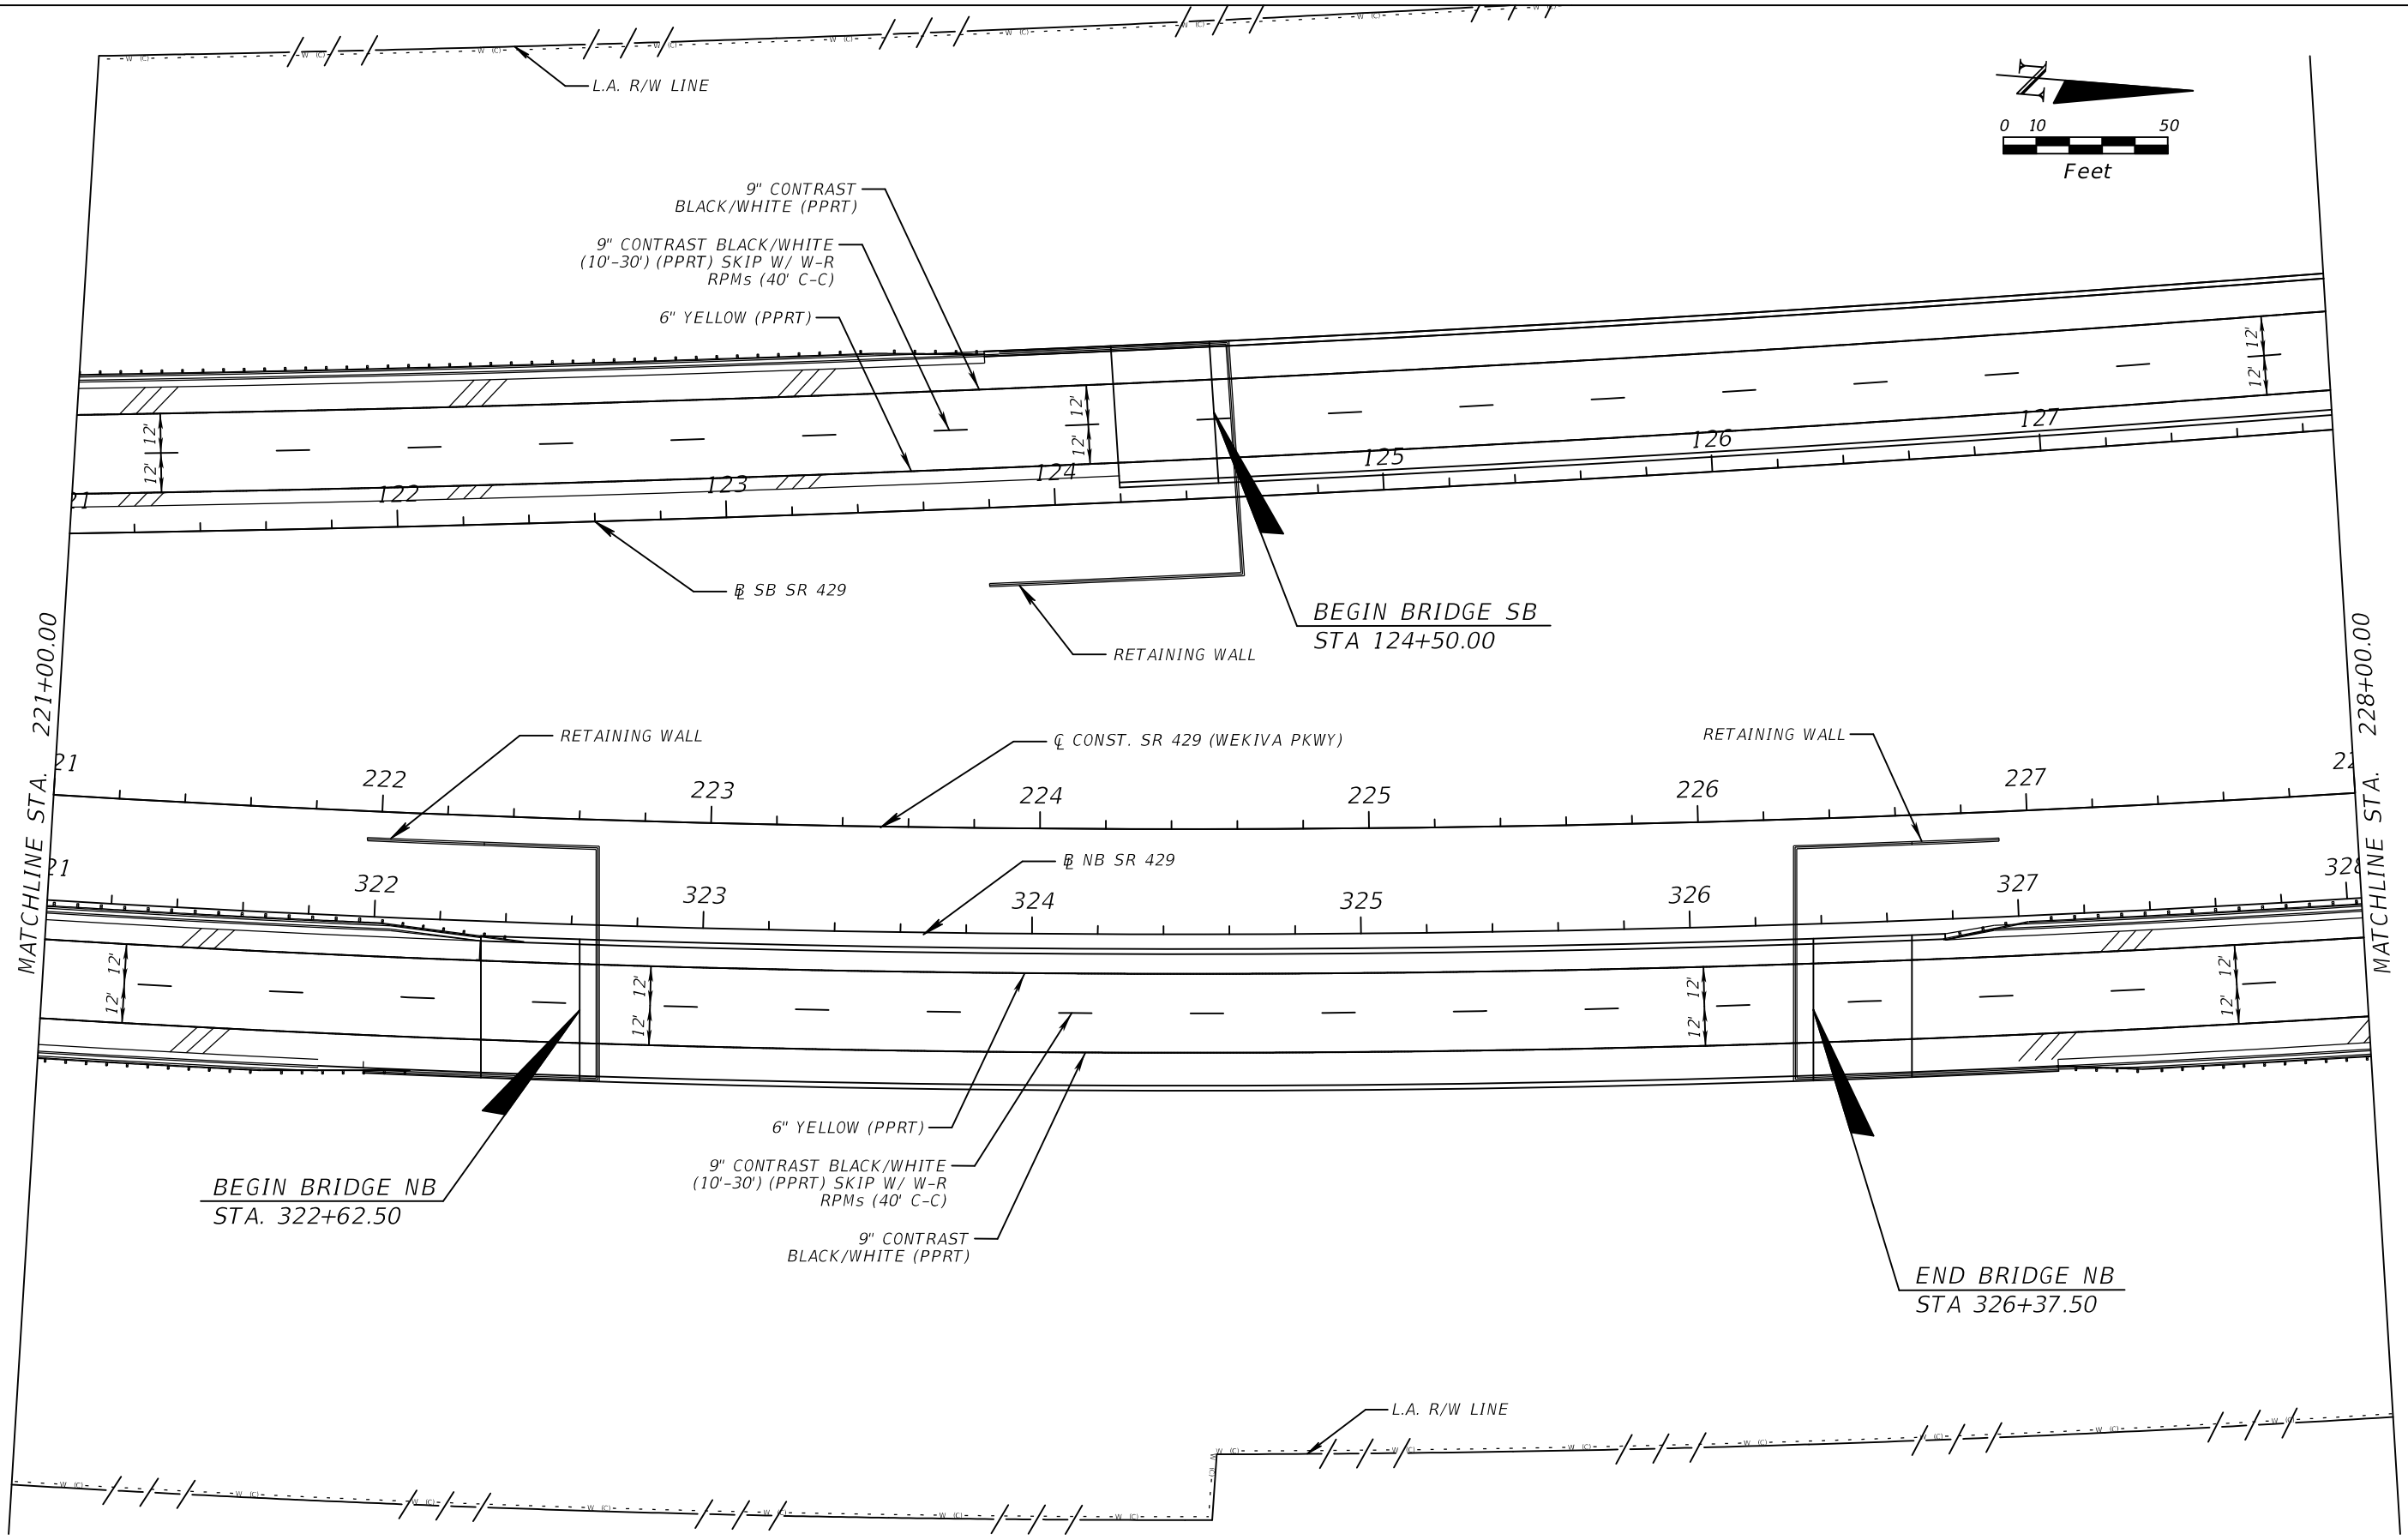 L.A. R/W LINE
N
0 10 50
Feet
9" CONTRAST
BLACK/WHITE (PPRT)
9" CONTRAST BLACK/WHITE
(10'-30') (PPRT) SKIP W/ W-R
RPMs (40' C-C)
6" YELLOW (PPRT)
12'
12'
12'
12'
12'
12'
21
122
123
124
125
126
127
℄ SB SR 429
RETAINING WALL
BEGIN BRIDGE SB
STA 124+50.00
MATCHLINE STA. 221+00.00
MATCHLINE STA. 228+00.00
RETAINING WALL
℄ CONST. SR 429 (WEKIVA PKWY)
RETAINING WALL
21
222
223
224
225
226
227
22
B NB SR 429
21
322
323
324
325
326
327
328
12'
12'
12'
12'
12'
12'
12'
12'
6" YELLOW (PPRT)
9" CONTRAST BLACK/WHITE
(10'-30') (PPRT) SKIP W/ W-R
RPMs (40' C-C)
9" CONTRAST
BLACK/WHITE (PPRT)
BEGIN BRIDGE NB
STA. 322+62.50
END BRIDGE NB
STA 326+37.50
L.A. R/W LINE